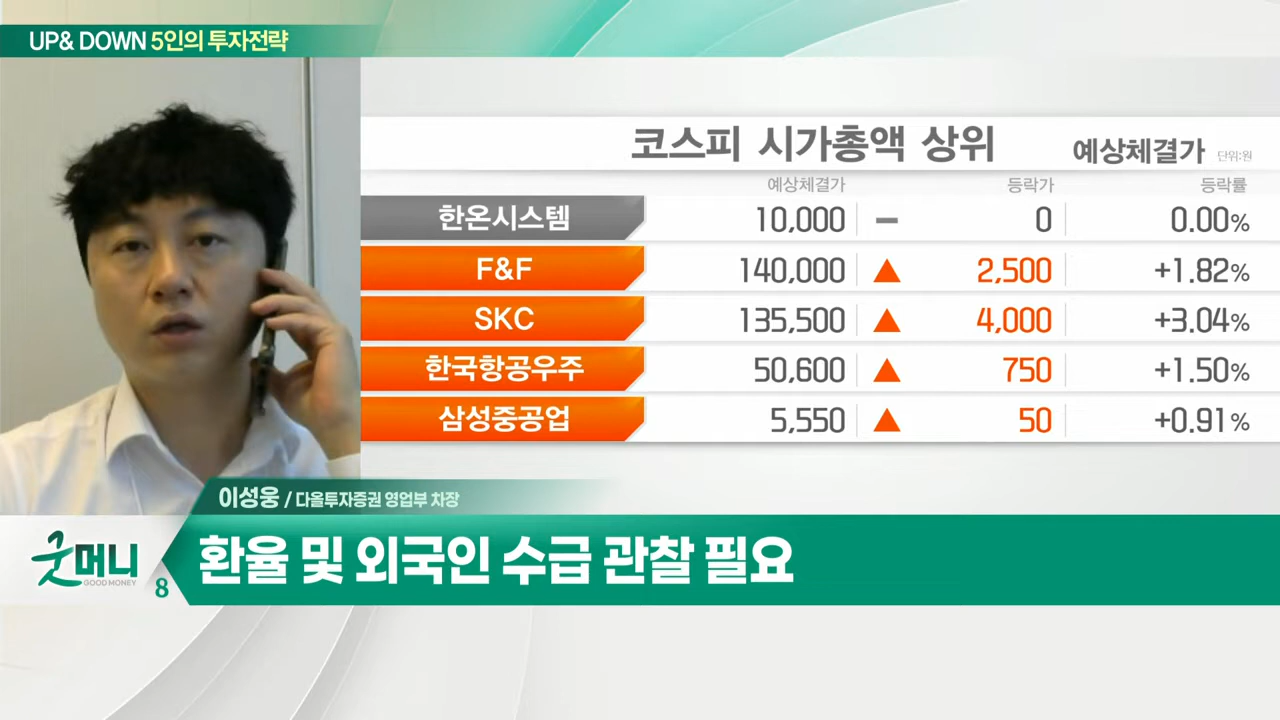 UP& DOWN 5인의 투자전략
코스피 시가총액 상위 예상체결가 단위:원
예상체결가 등락가 등락률
한온시스템 10,000 0 0.00%
F&F 140,000 ▲ 2,500 +1.82%
SKC 135,500 ▲ 4,000 +3.04%
한국항공우주 50,600 ▲ 750 +1.50%
삼성중공업 5,550 ▲ 50 +0.91%
이성웅 / 다올투자증권 영업부 차장
환율 및 외국인 수급 관찰 필요
굿머니
GOOD MONEY
8